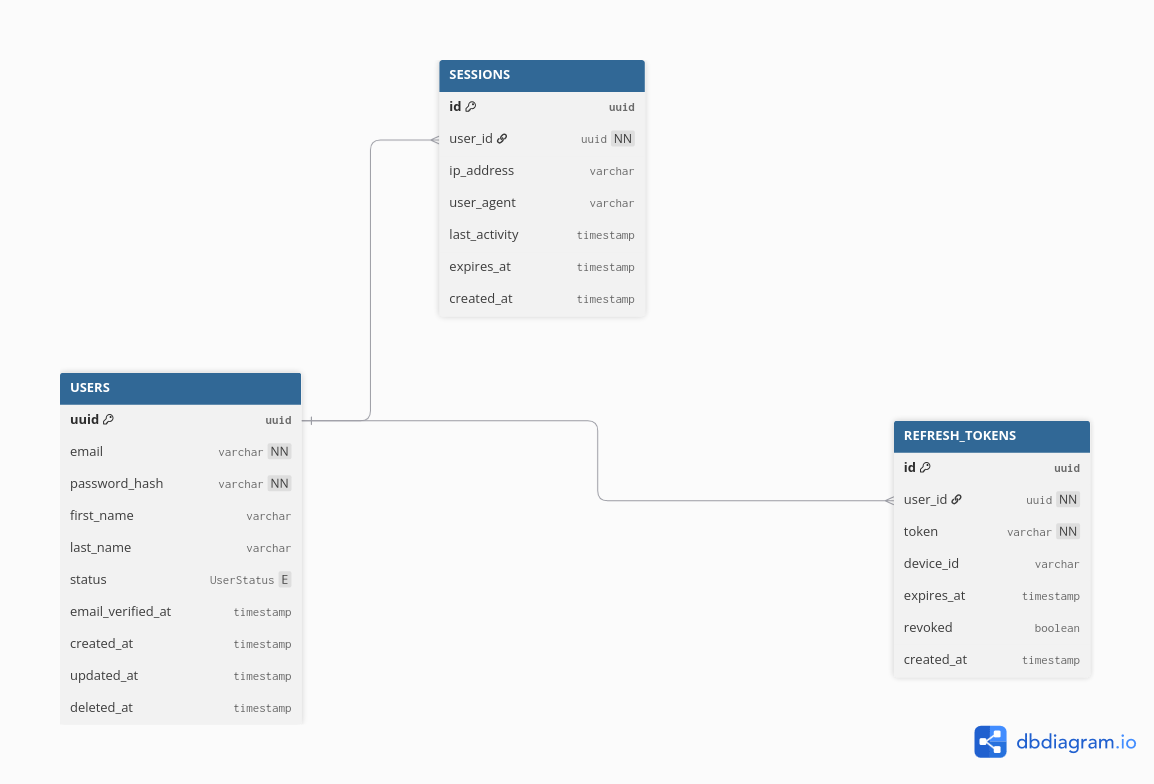 SESSIONS
id uuid
user_id uuid NN
ip_address varchar
user_agent varchar
last_activity timestamp
expires_at timestamp
created_at timestamp
USERS
uuid uuid
email varchar NN
password_hash varchar NN
first_name varchar
last_name varchar
status UserStatus E
email_verified_at timestamp
created_at timestamp
updated_at timestamp
deleted_at timestamp
REFRESH_TOKENS
id uuid
user_id uuid NN
token varchar NN
device_id varchar
expires_at timestamp
revoked boolean
created_at timestamp
dbdiagram.io